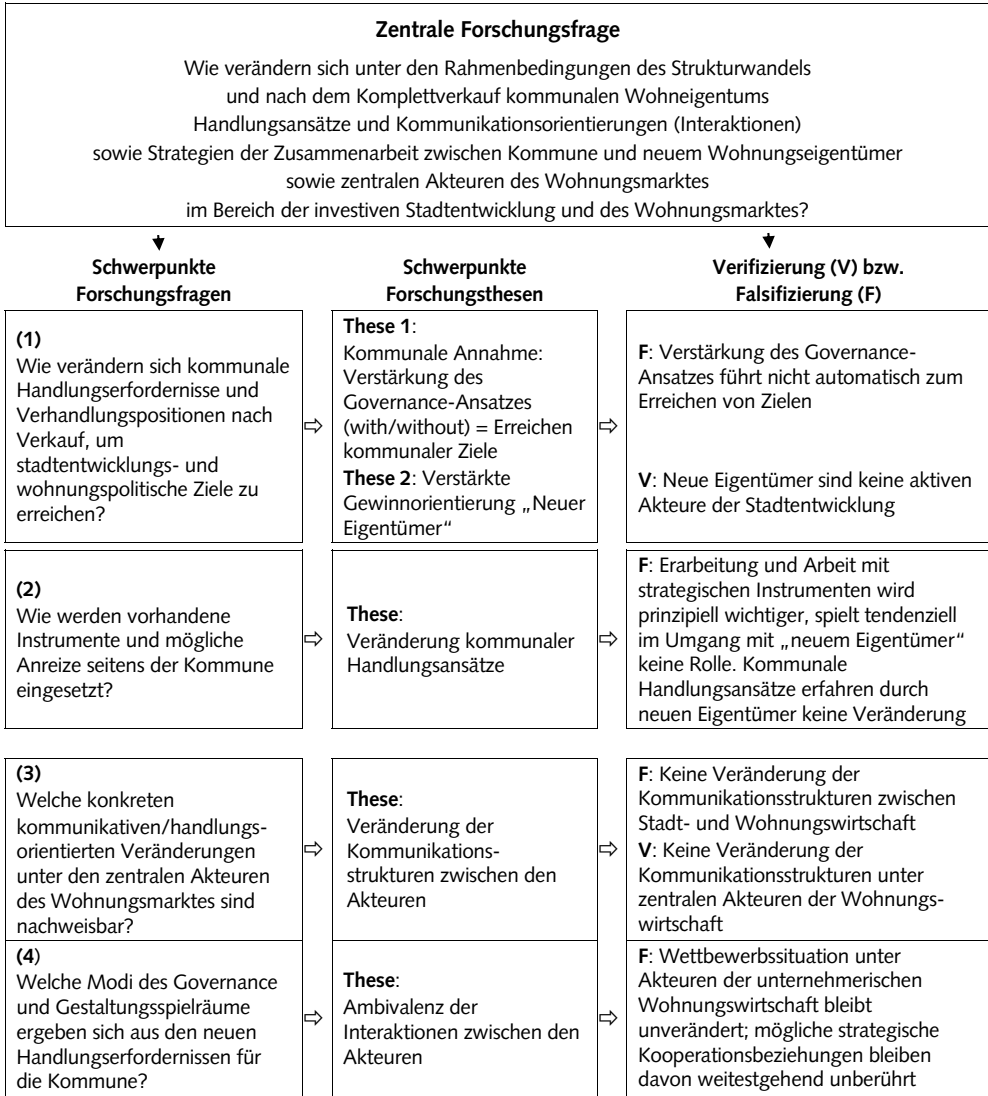 Zentrale Forschungsfrage
Wie verändern sich unter den Rahmenbedingungen des Strukturwandels
und nach dem Komplettverkauf kommunalen Wohneigentums
Handlungsansätze und Kommunikationsorientierungen (Interaktionen)
sowie Strategien der Zusammenarbeit zwischen Kommune und neuem Wohnungseigentümer
sowie zentralen Akteuren des Wohnungsmarktes
im Bereich der investiven Stadtentwicklung und des Wohnungsmarktes?
Schwerpunkte
Forschungsfragen
Schwerpunkte
Forschungsthesen
Verifizierung (V) bzw.
Falsifizierung (F)
(1)
Wie verändern sich kommunale
Handlungserfordernisse und
Verhandlungspositionen nach
Verkauf, um
stadtentwicklungs- und
wohnungspolitische Ziele zu
erreichen?
⇨
These 1:
Kommunale Annahme:
Verstärkung des
Governance-Ansatzes
(with/without) = Erreichen
kommunaler Ziele
These 2: Verstärkte
Gewinnorientierung „Neuer
Eigentümer“
⇨
F: Verstärkung des Governance-
Ansatzes führt nicht automatisch zum
Erreichen von Zielen
V: Neue Eigentümer sind keine aktiven
Akteure der Stadtentwicklung
(2)
Wie werden vorhandene
Instrumente und mögliche
Anreize seitens der Kommune
eingesetzt?
⇨
These:
Veränderung kommunaler
Handlungsansätze
⇨
F: Erarbeitung und Arbeit mit
strategischen Instrumenten wird
prinzipiell wichtiger, spielt tendenziell
im Umgang mit „neuem Eigentümer“
keine Rolle. Kommunale
Handlungsansätze erfahren durch
neuen Eigentümer keine Veränderung
(3)
Welche konkreten
kommunikativen/handlungs-
orientierten Veränderungen
unter den zentralen Akteuren
des Wohnungsmarktes sind
nachweisbar?
⇨
These:
Veränderung der
Kommunikations-
strukturen zwischen den
Akteuren
⇨
F: Keine Veränderung der
Kommunikationsstrukturen zwischen
Stadt- und Wohnungswirtschaft
V: Keine Veränderung der
Kommunikationsstrukturen unter
zentralen Akteuren der Wohnungs-
wirtschaft
(4)
Welche Modi des Governance
und Gestaltungsspielräume
ergeben sich aus den neuen
Handlungserfordernissen für
die Kommune?
⇨
These:
Ambivalenz der
Interaktionen zwischen den
Akteuren
⇨
F: Wettbewerbssituation unter
Akteuren der unternehmerischen
Wohnungswirtschaft bleibt
unverändert; mögliche strategische
Kooperationsbeziehungen bleiben
davon weitestgehend unberührt